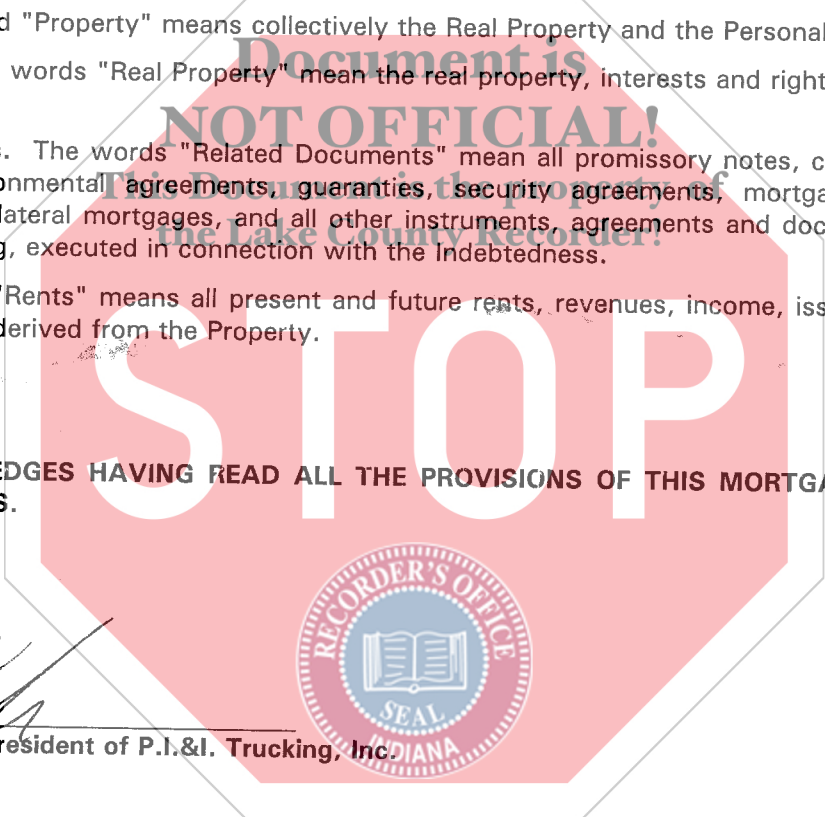 "Property" means collectively the Real Property and the Personal
Document is
words "Real Property" mean the real property, interests and right
NOT OFFICIAL!
The words "Related Documents" mean all promissory notes, c
onmental agreements, guaranties, security agreements, mortga
This Document is the property of
lateral mortgages, and all other instruments, agreements and doc
the Lake County Recorder!
g, executed in connection with the Indebtedness.
"Rents" means all present and future rents, revenues, income, iss
derived from the Property.
STOP
EDGES HAVING READ ALL THE PROVISIONS OF THIS MORTGA
S.
RECORDER'S OFFICE
SEAL
INDIANA
resident of P.I.&I. Trucking, Inc.